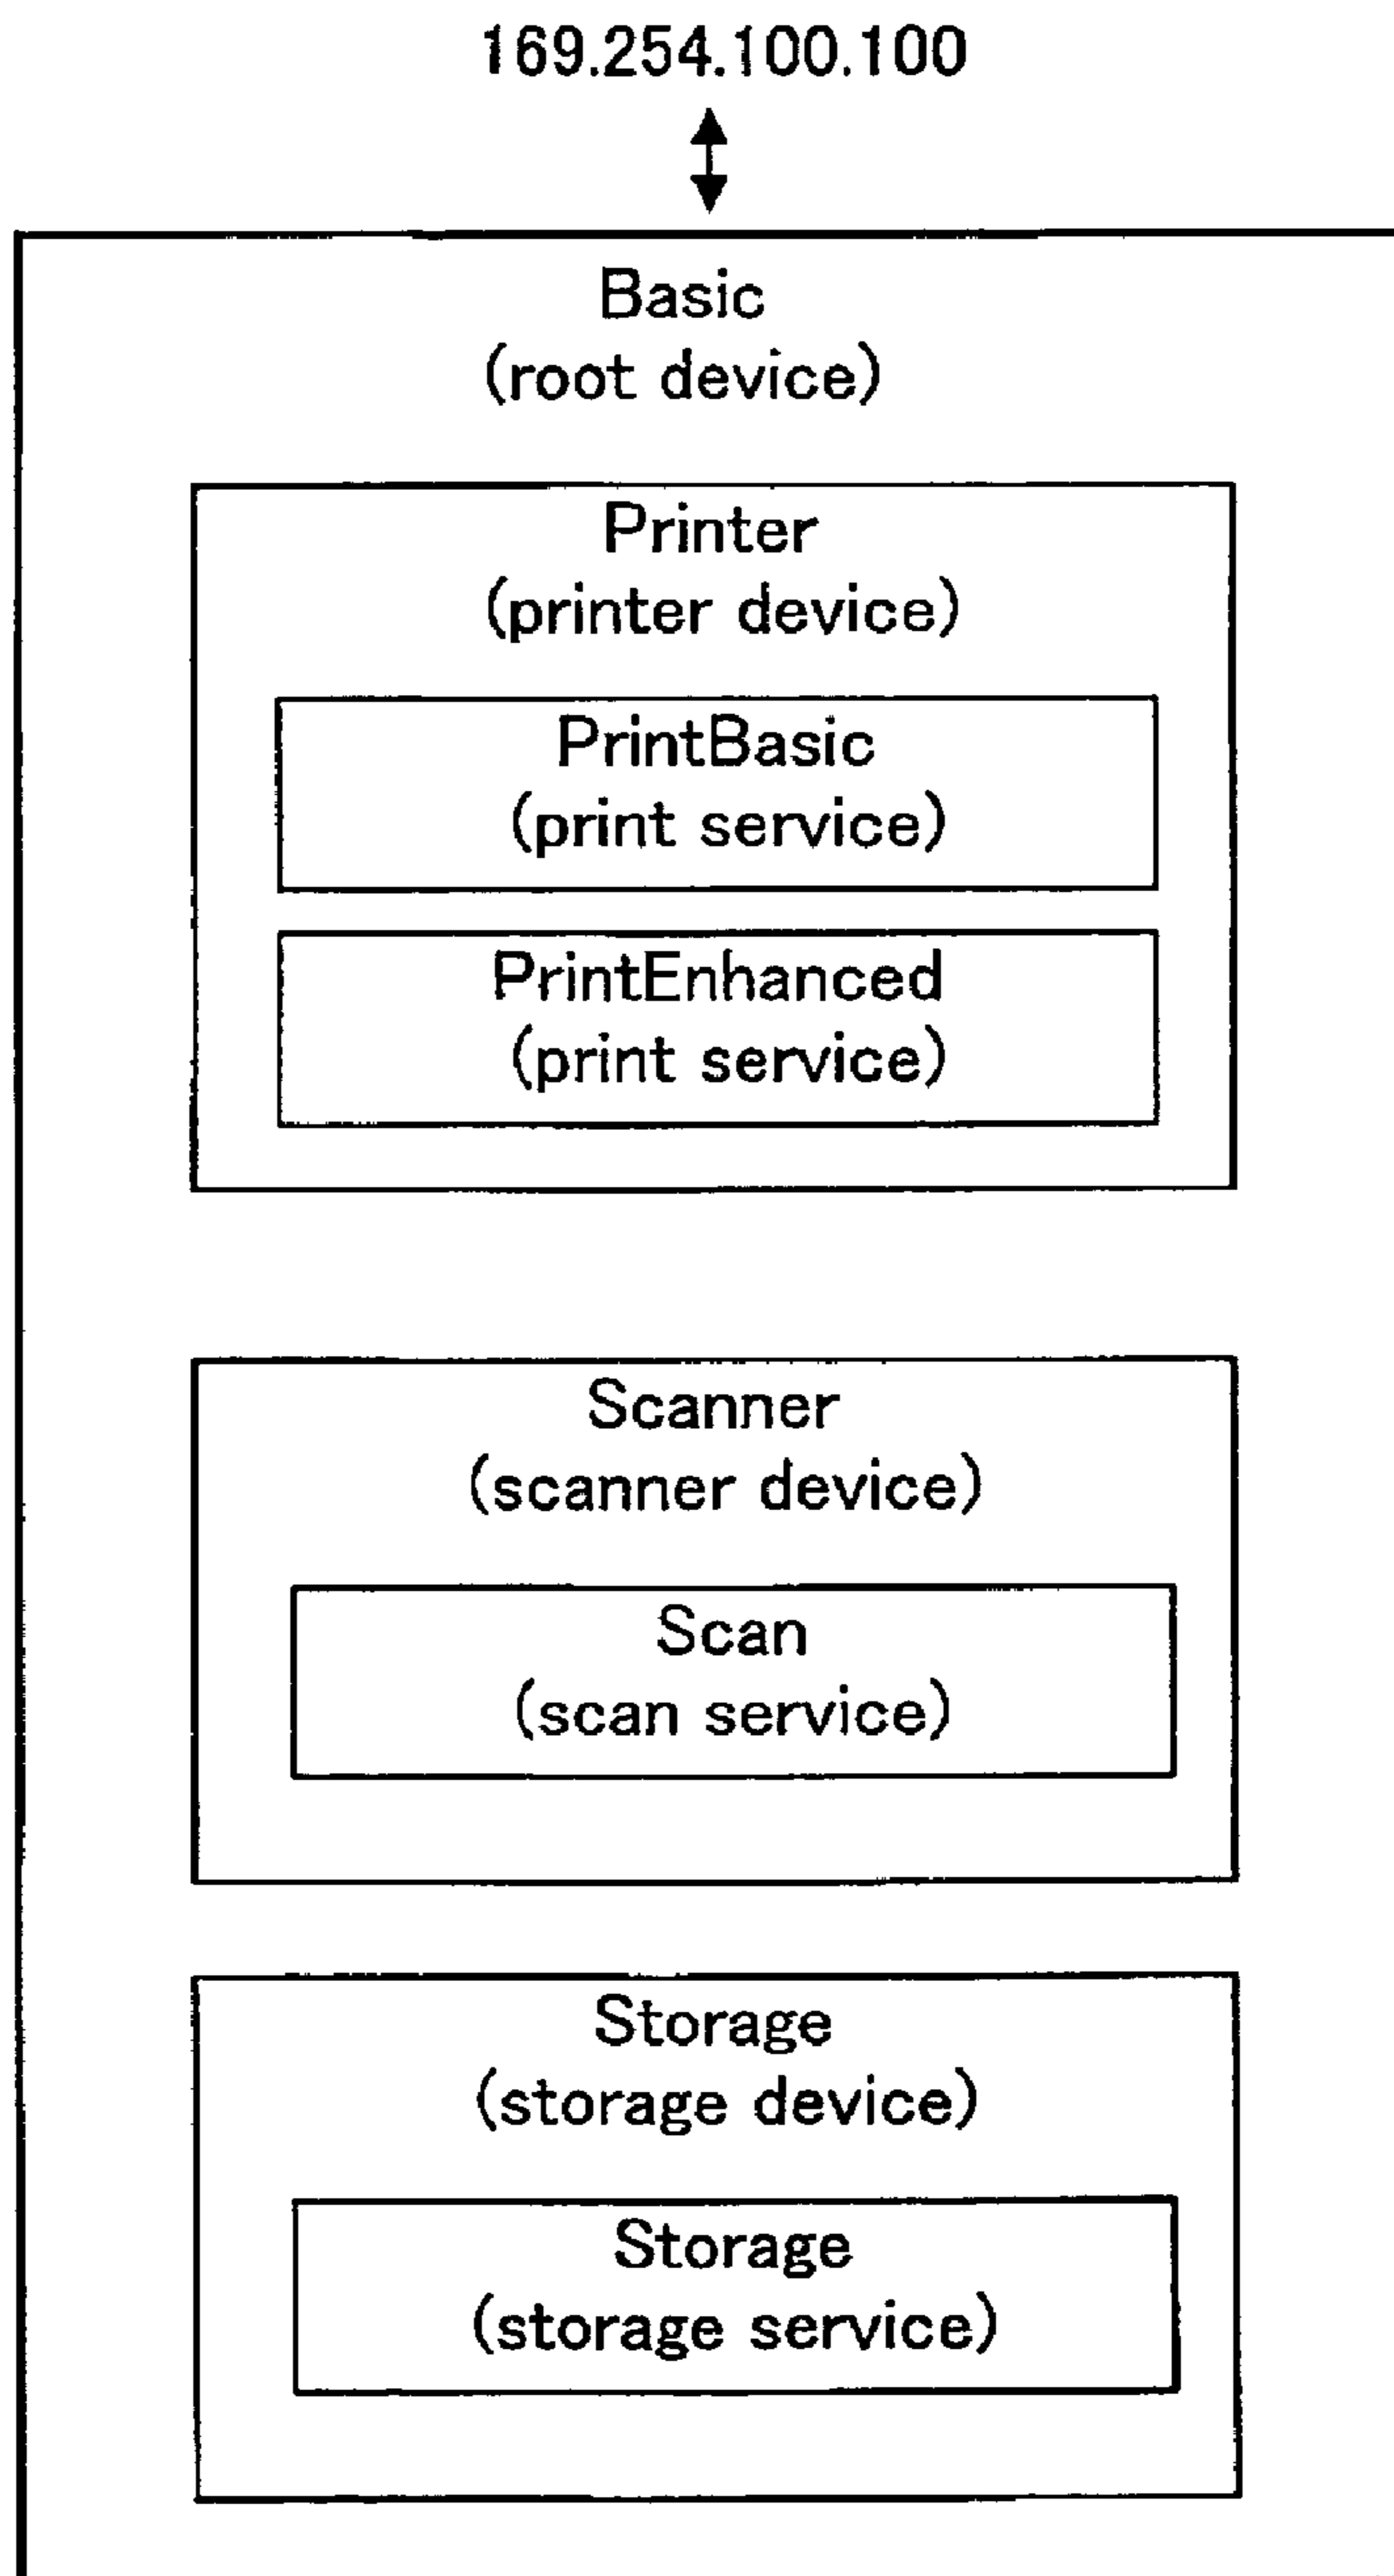 169.254.100.100
Basic
(root device)
Printer
(printer device)
PrintBasic
(print service)
PrintEnhanced
(print service)
Scanner
(scanner device)
Scan
(scan service)
Storage
(storage device)
Storage
(storage service)